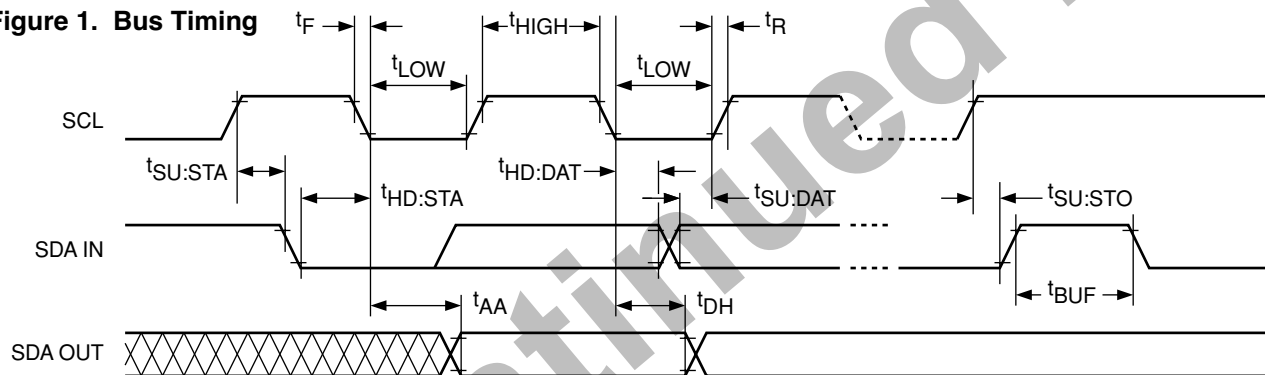 Figure 1. Bus Timing
tF
tHIGH
tR
tLOW
tLOW
SCL
tSU:STA
tHD:STA
tHD:DAT
tSU:DAT
tSU:STO
SDA IN
tBUF
tAA
tDH
SDA OUT